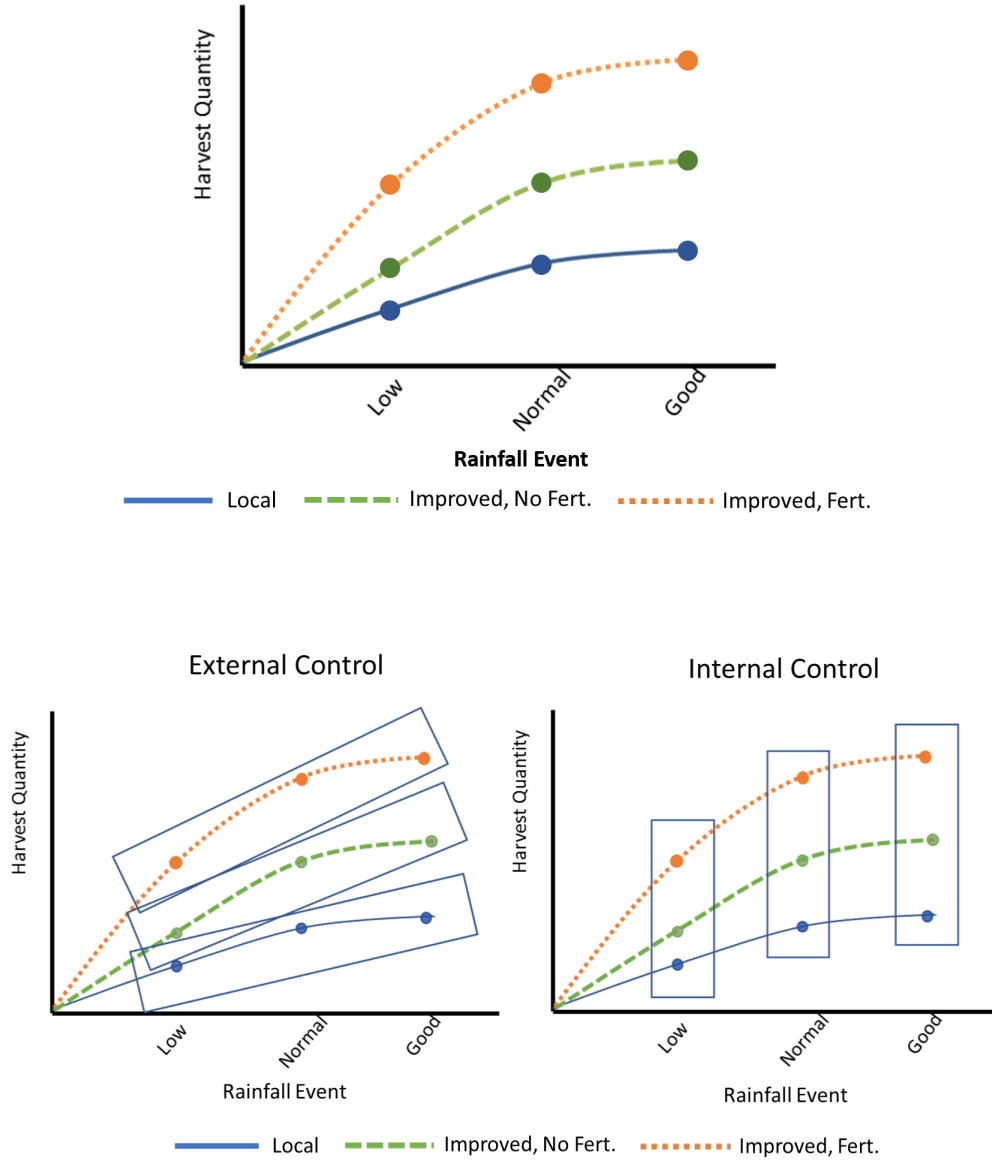 Harvest Quantity
Low
Normal
Good
Rainfall Event
Local
Improved, No Fert.
Improved, Fert.
External Control
Harvest Quantity
Low
Normal
Good
Rainfall Event
Internal Control
Harvest Quantity
Low
Normal
Good
Rainfall Event
Local
Improved, No Fert.
Improved, Fert.